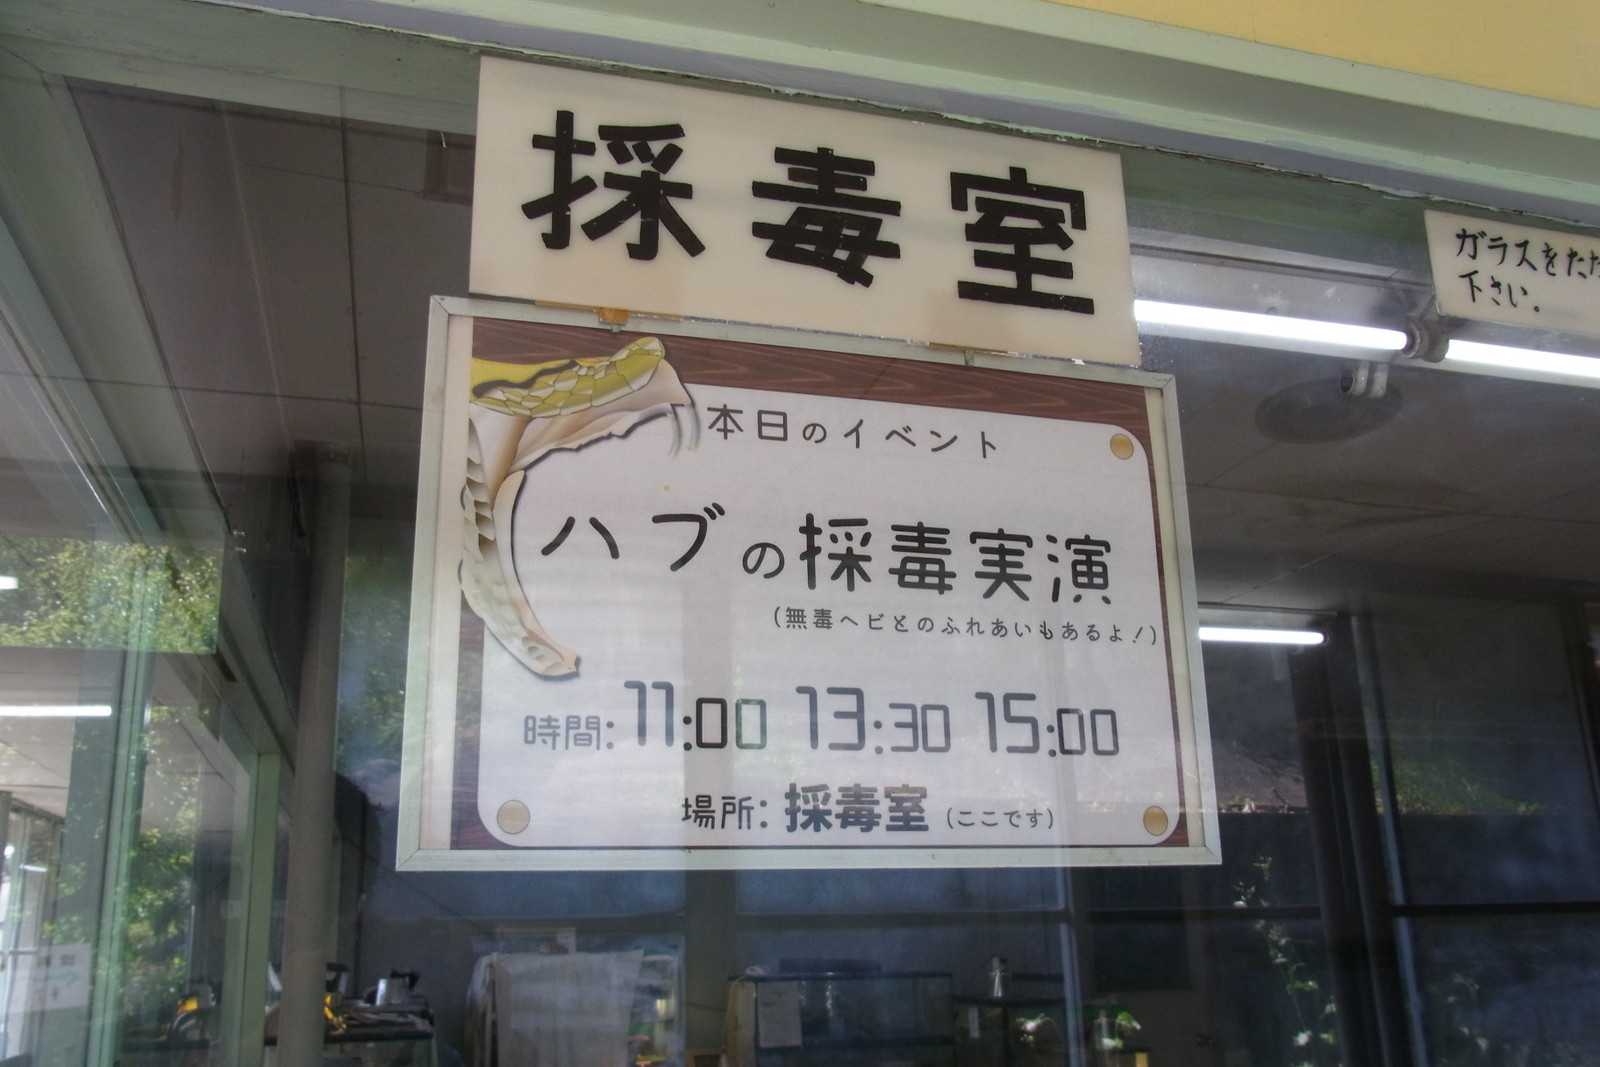 採毒室
ガラスをたた
下さい。
本日のイベント
ハブの採毒実演
(無毒ヘビとのふれあいもあるよ！)
時間:11:00 13:30 15:00
場所:採毒室(ここです)